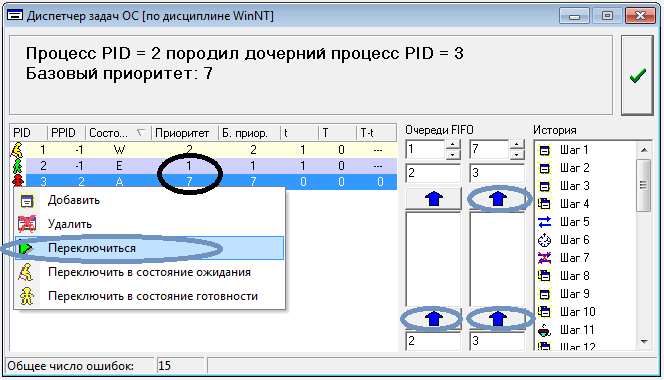 Диспетчер задач ОС [по дисциплине WinNT]
Процесс PID = 2 породил дочерний процесс PID = 3
Базовый приоритет: 7
PID PPID Состо... Приоритет Б. приор. t T T-t
1 -1 W 2 2 1 0 ---
2 -1 E 1 1 1 0 ---
3 2 A 7 7 0 0 0
Добавить
Удалить
Переключиться
Переключить в состояние ожидания
Переключить в состояние готовности
Очереди FIFO
1 7
2 3
2 3
История
Шаг 1
Шаг 2
Шаг 3
Шаг 4
Шаг 5
Шаг 6
Шаг 7
Шаг 8
Шаг 9
Шаг 10
Шаг 11
Шаг 12
Общее число ошибок: 15